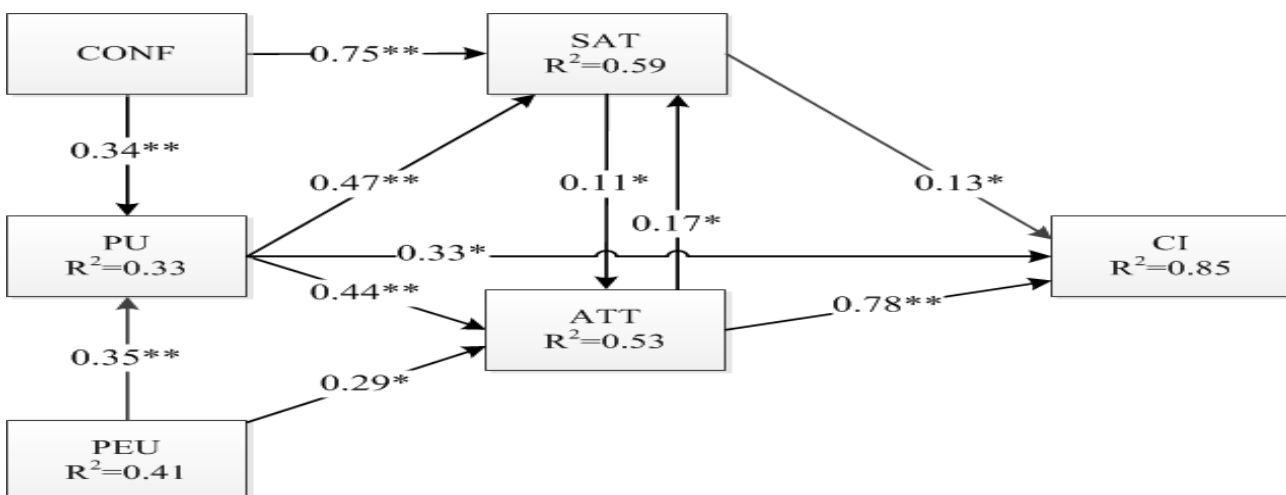 CONF
0.75**
SAT
R²=0.59
0.34**
0.47**
0.11*
0.13*
0.17*
PU
R²=0.33
0.33*
CI
R²=0.85
0.44**
ATT
R²=0.53
0.78**
0.35**
0.29*
PEU
R²=0.41